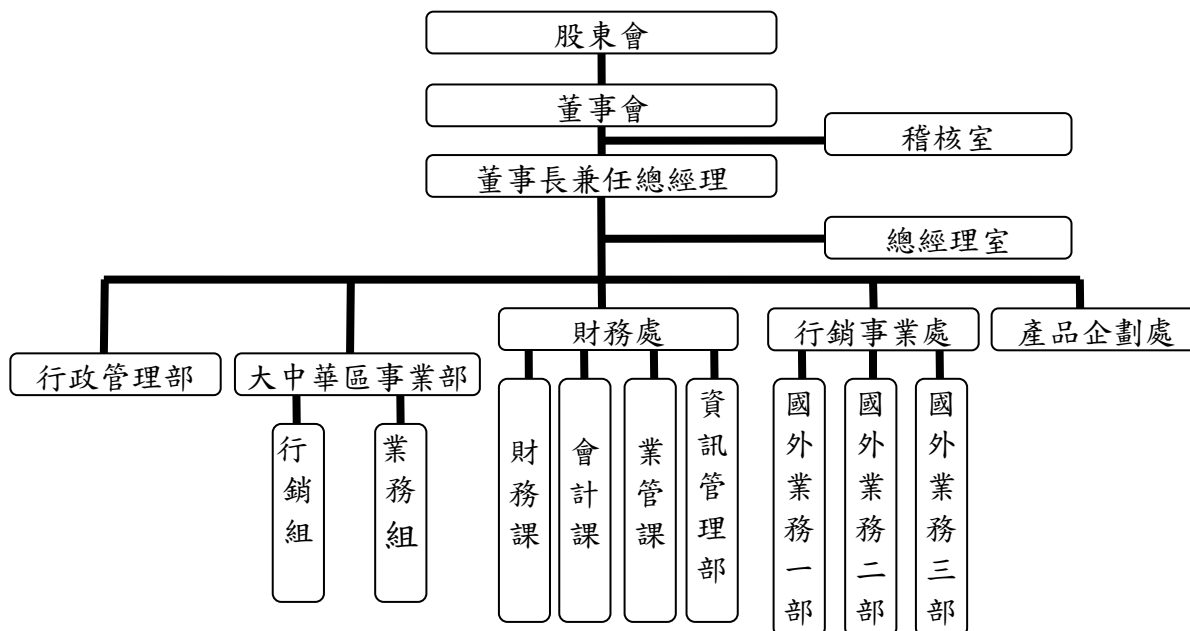 股東會
董事會
稽核室
董事長兼任總經理
總經理室
財務處
行銷事業處
產品企劃處
行政管理部
大中華區事業部
行銷組
業務組
財務課
會計課
業管課
資訊管理部
國外業務一部
國外業務二部
國外業務三部